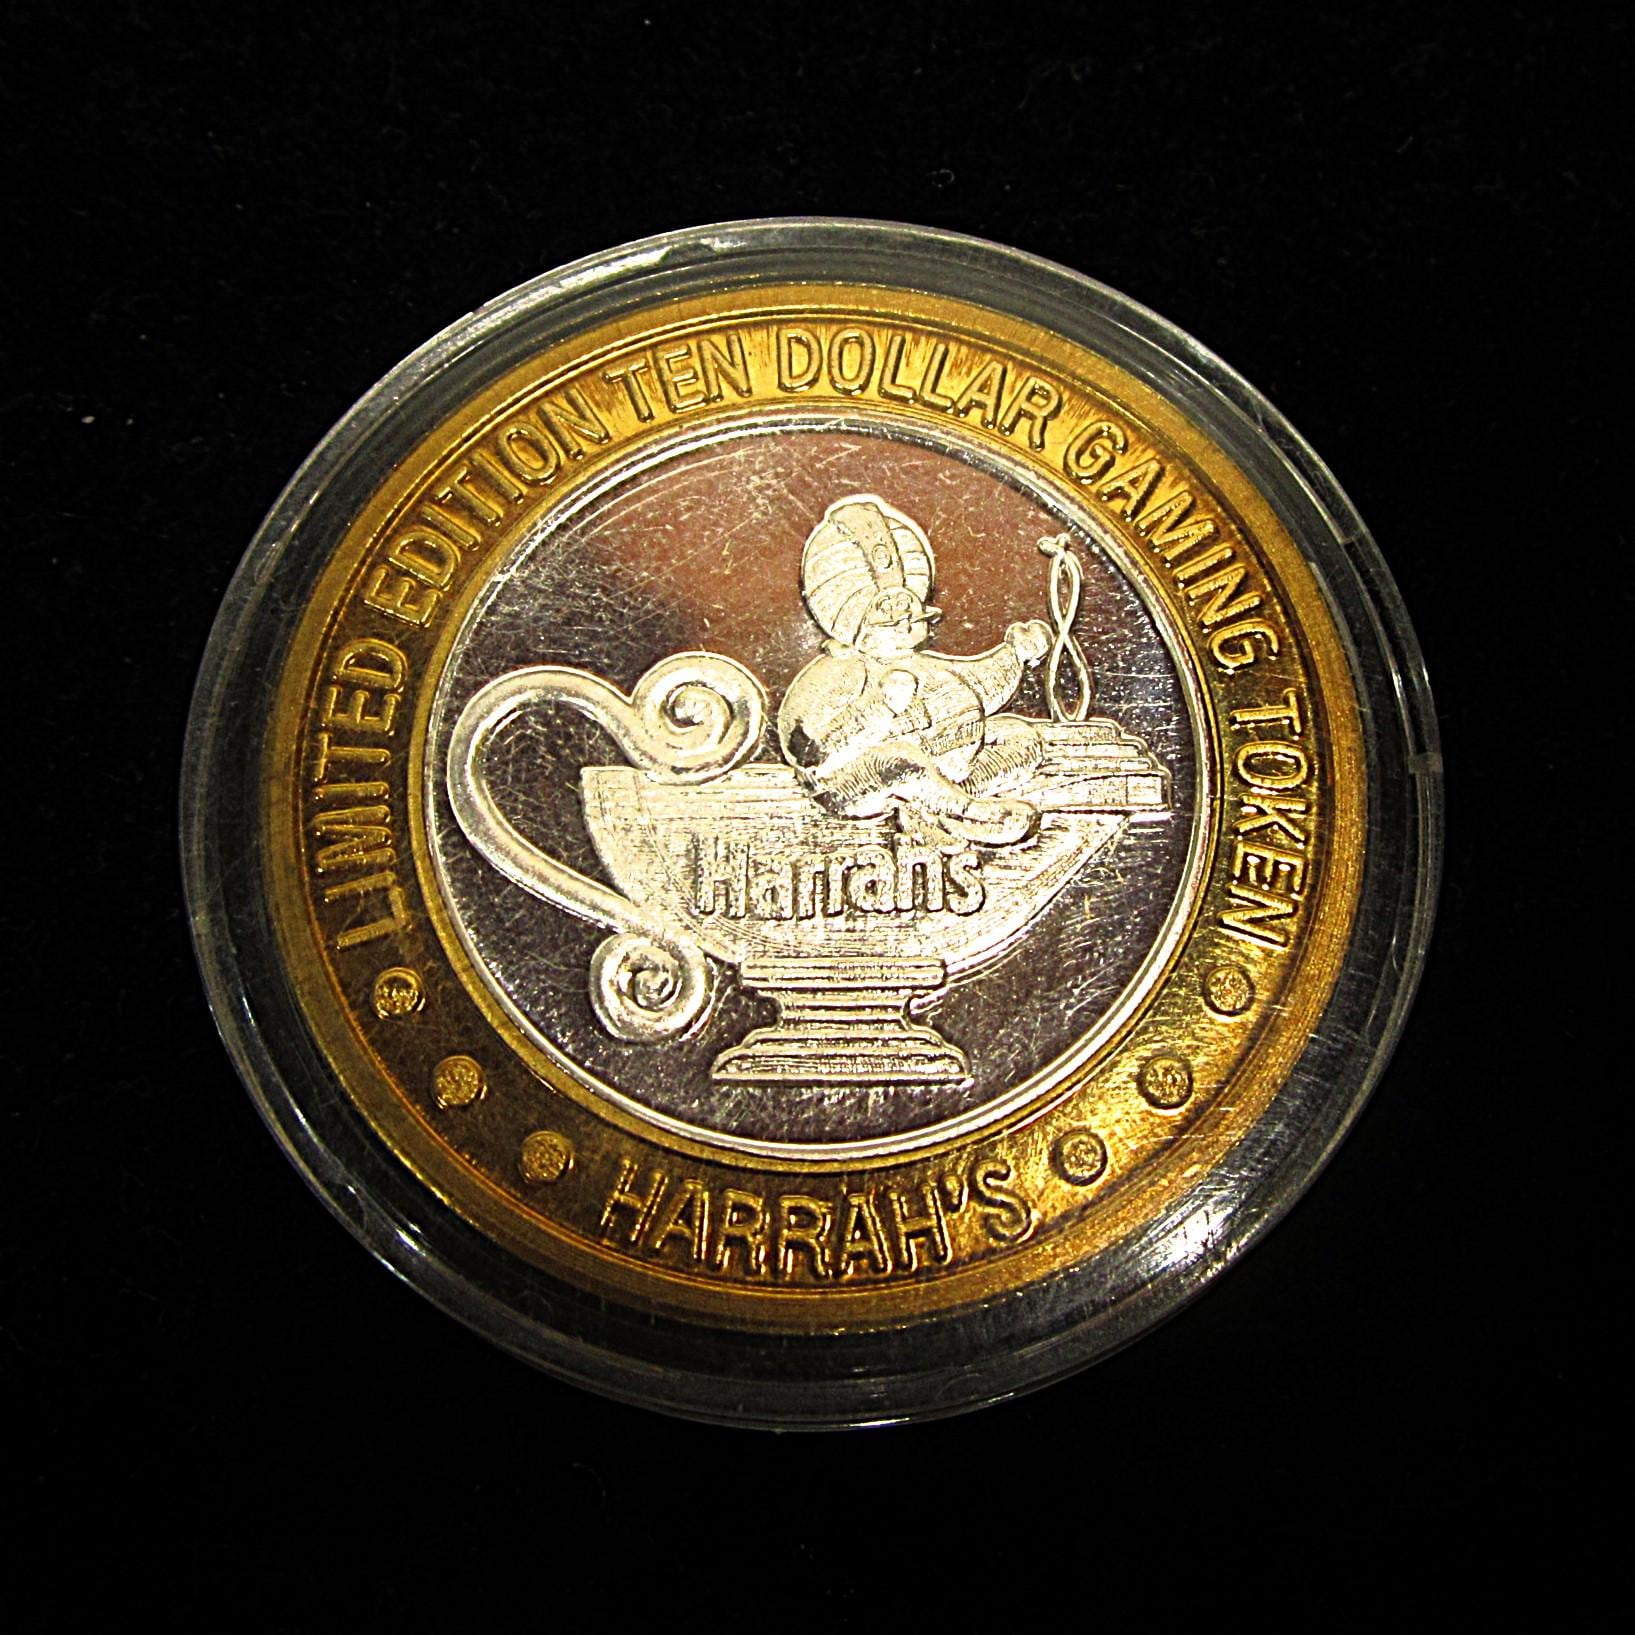 LIMITED EDITION TEN DOLLAR GAMING TOKEN
Harrahs
HARRAH'S